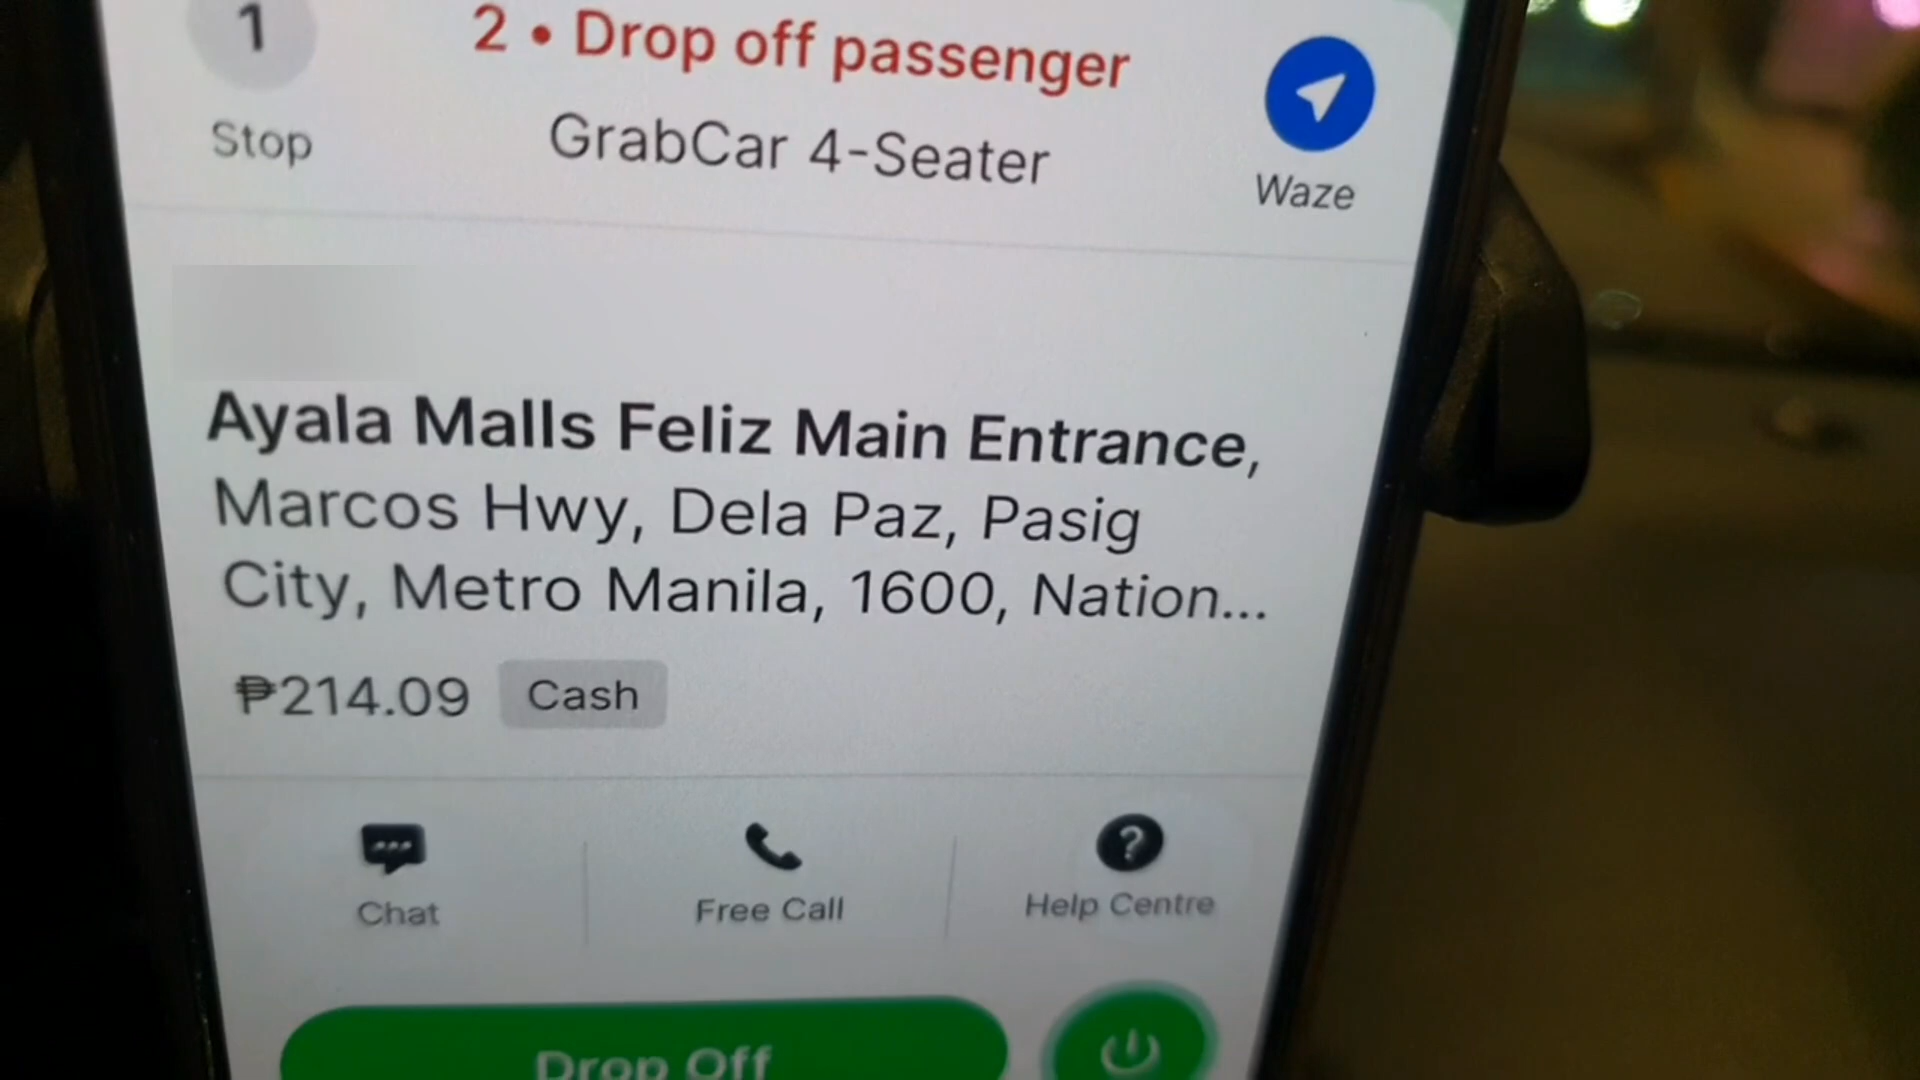 1
Stop
2 • Drop off passenger
GrabCar 4-Seater
Waze
Ayala Malls Feliz Main Entrance,
Marcos Hwy, Dela Paz, Pasig
City, Metro Manila, 1600, Nation...
₱214.09 Cash
Chat
Free Call
Help Centre
Drop Off